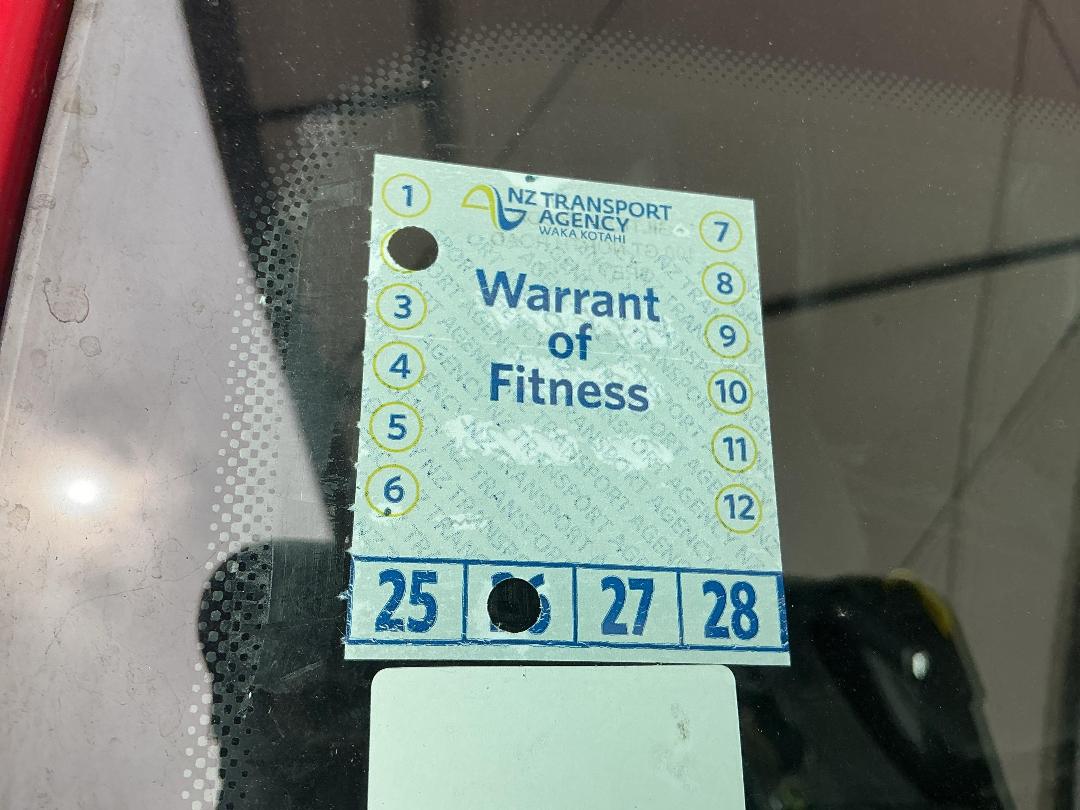 NZ TRANSPORT
AGENCY
WAKA KOTAHI
Warrant
of
Fitness
1
3
4
5
6
7
8
9
10
11
12
25 6 27 28